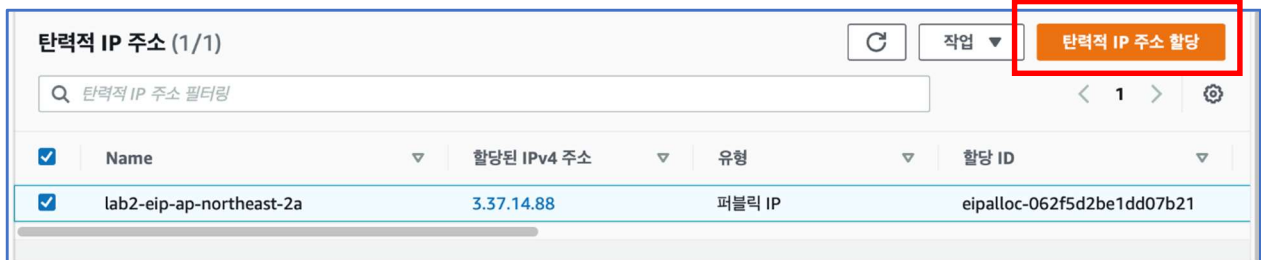 탄력적 IP 주소 (1/1)
작업
탄력적 IP 주소 할당
탄력적 IP 주소 필터링
1
Name 할당된 IPv4 주소 유형 할당 ID
lab2-eip-ap-northeast-2a 3.37.14.88 퍼블릭 IP eipalloc-062f5d2be1dd07b21